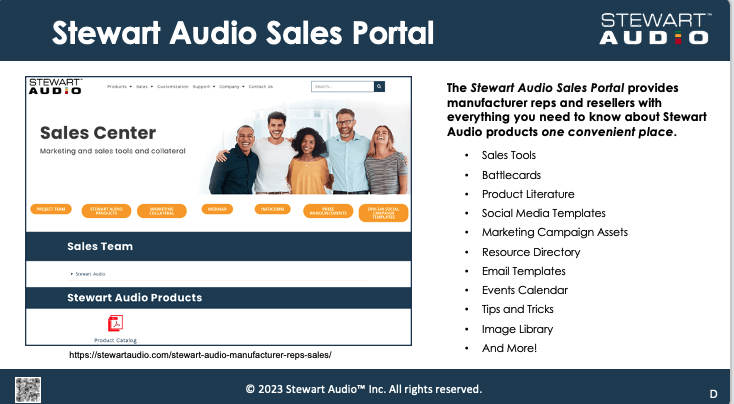 Stewart Audio Sales Portal
STEWART™
AUDIO
STEWART™
AUDIO
Products Sales Customization Support Company Contact Us
Search...
Sales Center
Marketing and sales tools and collateral
PROJECT TEAM
STEWART AUDIO
PRODUCTS
MARKETING
COLLATERAL
WEBINAR
INFOCOMM
PRESS
ANNOUNCEMENTS
SOCIAL
CAMPAIGN
TEMPLATES
Sales Team
Stewart Audio
Stewart Audio Products
Product Catalog
https://stewartaudio.com/stewart-audio-manufacturer-reps-sales/
The Stewart Audio Sales Portal provides
manufacturer reps and resellers with
everything you need to know about Stewart
Audio products one convenient place.
• Sales Tools
• Battlecards
• Product Literature
• Social Media Templates
• Marketing Campaign Assets
• Resource Directory
• Email Templates
• Events Calendar
• Tips and Tricks
• Image Library
• And More!
© 2023 Stewart Audio™ Inc. All rights reserved.
D